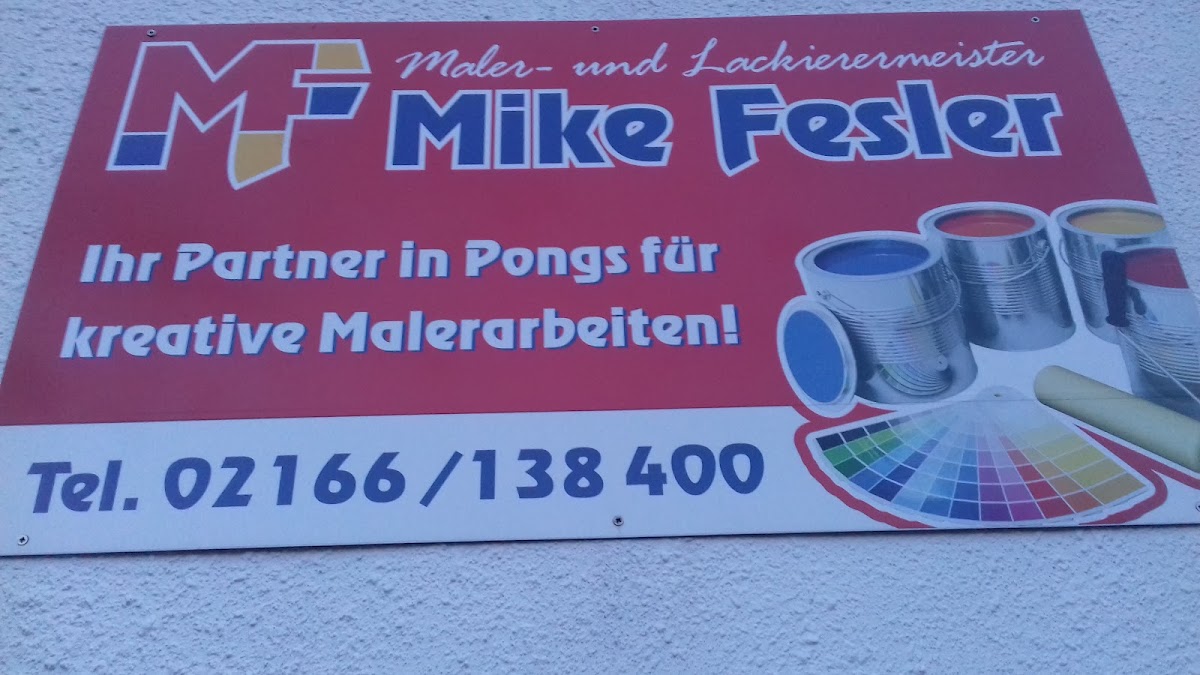 MF
Maler- und Lackierermeister
Mike Fesler
Ihr Partner in Pongs für
kreative Malerarbeiten!
Tel. 02166/138 400